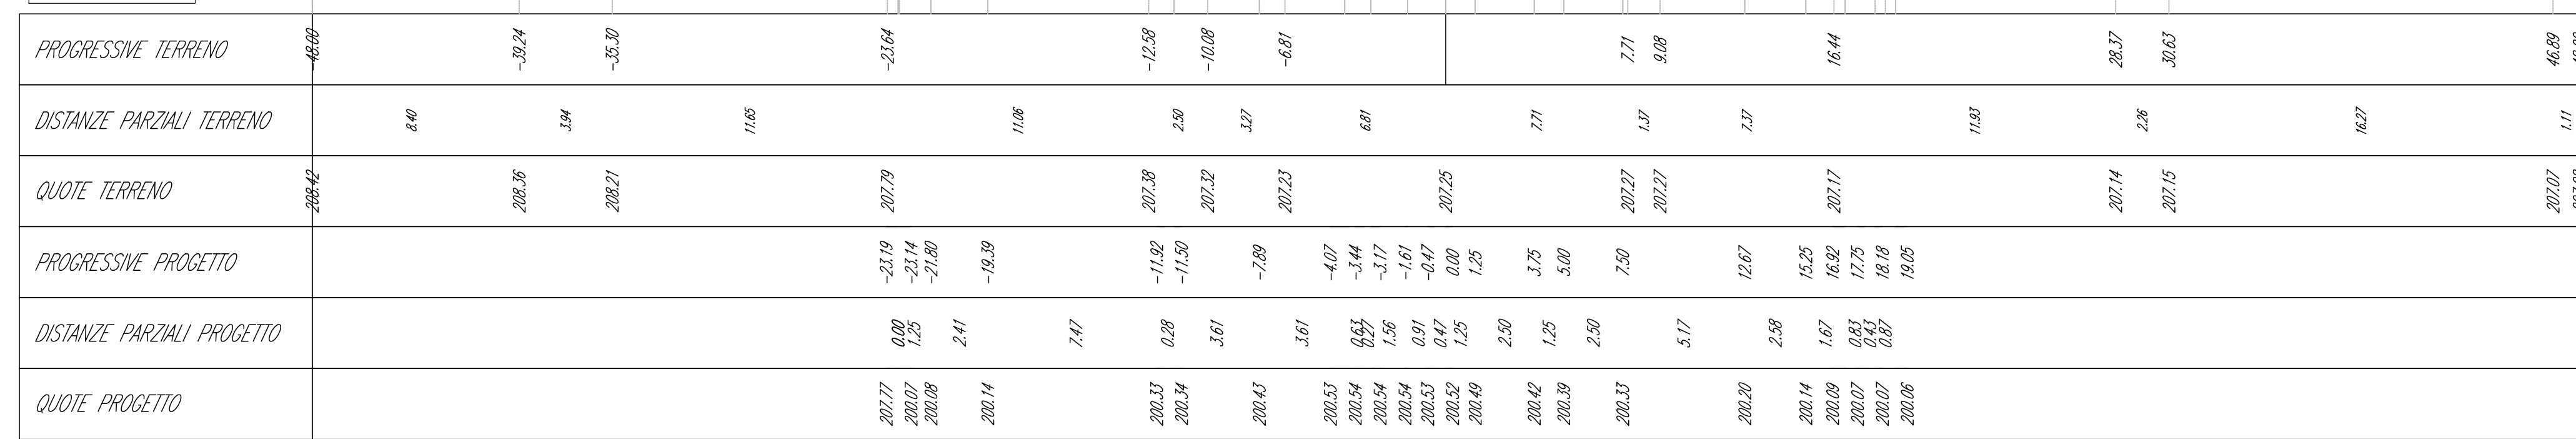 PROGRESSIVE TERRENO -48.00 -39.24 -35.30 -23.64 -12.58 -10.08 -6.81 7.71 9.08 16.44 28.37 30.63 46.89
DISTANZE PARZIALI TERRENO 8.40 3.94 11.65 11.06 2.50 3.27 6.81 7.71 1.37 7.37 11.93 2.26 16.27 1.11
QUOTE TERRENO 208.42 208.36 208.21 207.79 207.38 207.32 207.23 207.25 207.27 207.27 207.17 207.14 207.15 207.07
PROGRESSIVE PROGETTO -23.19 -23.14 -21.80 -19.39 -11.92 -11.50 -7.89 -4.07 -3.44 -3.17 -1.61 -0.47 0.00 1.25 3.75 5.00 7.50 12.67 15.25 16.92 17.75 18.18 19.05
DISTANZE PARZIALI PROGETTO 0.00 1.25 2.41 7.47 0.28 3.61 3.61 0.63 0.27 1.56 0.91 0.47 1.25 2.50 1.25 2.50 5.17 2.58 1.67 0.83 0.43 0.87
QUOTE PROGETTO 207.77 200.07 200.08 200.14 200.33 200.34 200.43 200.53 200.54 200.54 200.54 200.53 200.52 200.49 200.42 200.39 200.33 200.20 200.14 200.09 200.07 200.07 200.06